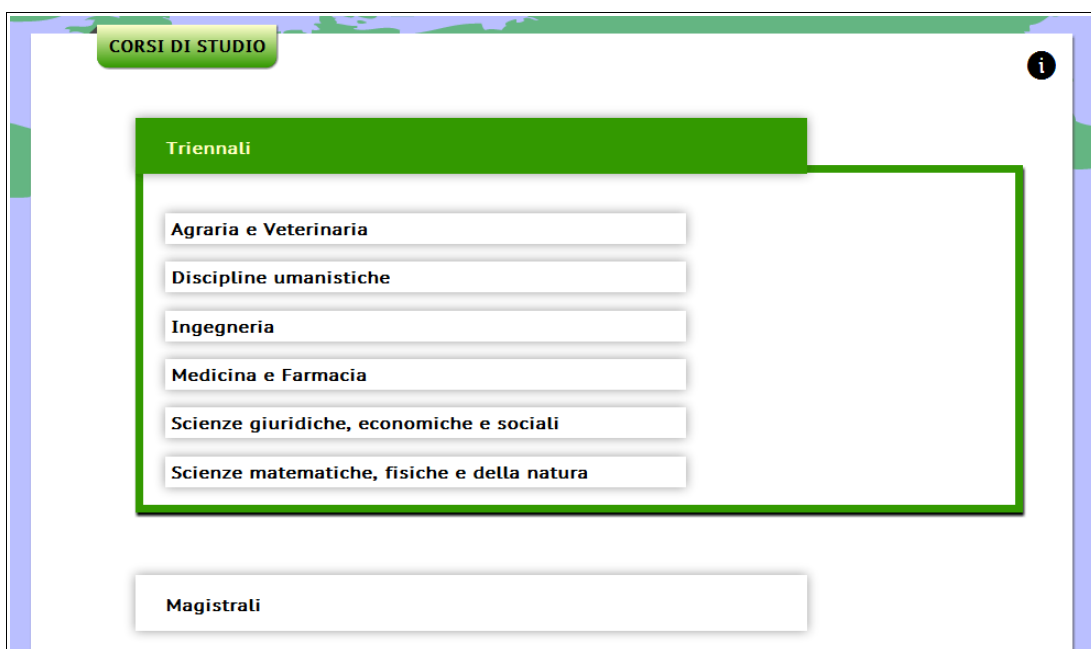 CORSI DI STUDIO
i
Triennali
Agraria e Veterinaria
Discipline umanistiche
Ingegneria
Medicina e Farmacia
Scienze giuridiche, economiche e sociali
Scienze matematiche, fisiche e della natura
Magistrali